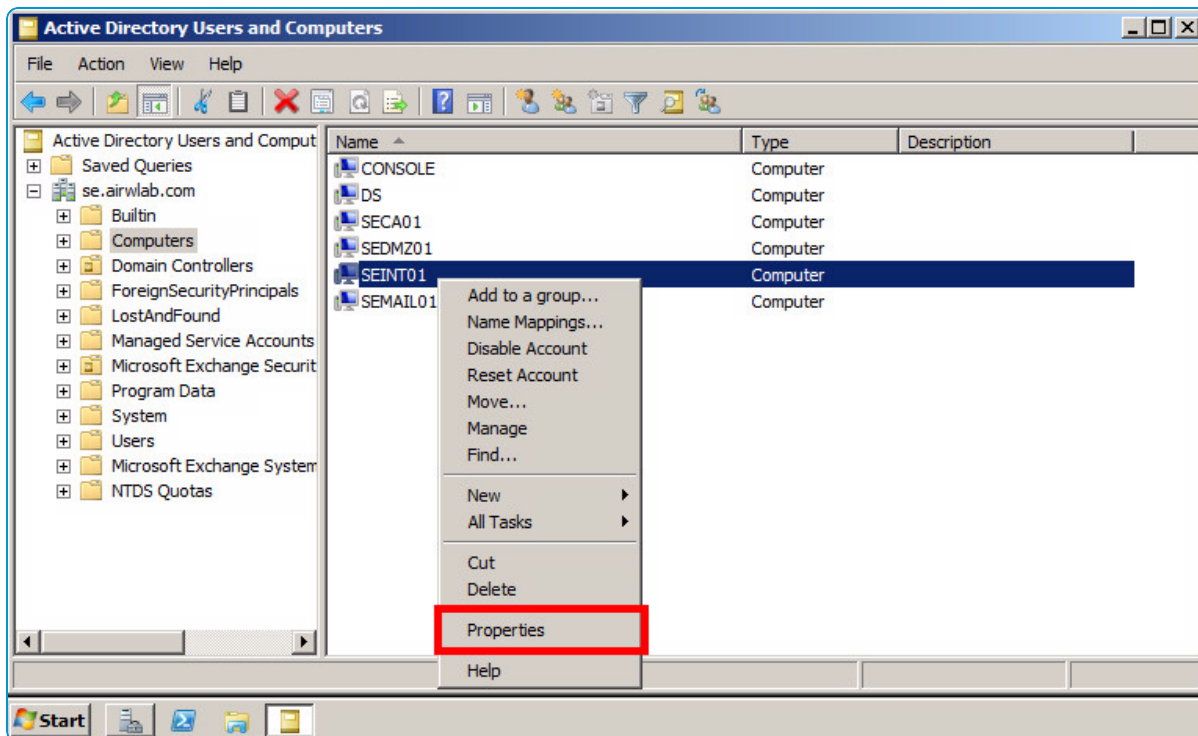 Active Directory Users and Computers
File Action View Help
Active Directory Users and Comput
Saved Queries
se.airwlab.com
Builtin
Computers
Domain Controllers
ForeignSecurityPrincipals
LostAndFound
Managed Service Accounts
Microsoft Exchange Securit
Program Data
System
Users
Microsoft Exchange System
NTDS Quotas
Name Type Description
CONSOLE Computer
DS Computer
SECA01 Computer
SEDMZ01 Computer
SEINT01 Computer
SEMAIL01 Computer
Add to a group...
Name Mappings...
Disable Account
Reset Account
Move...
Manage
Find...
New
All Tasks
Cut
Delete
Properties
Help
Start